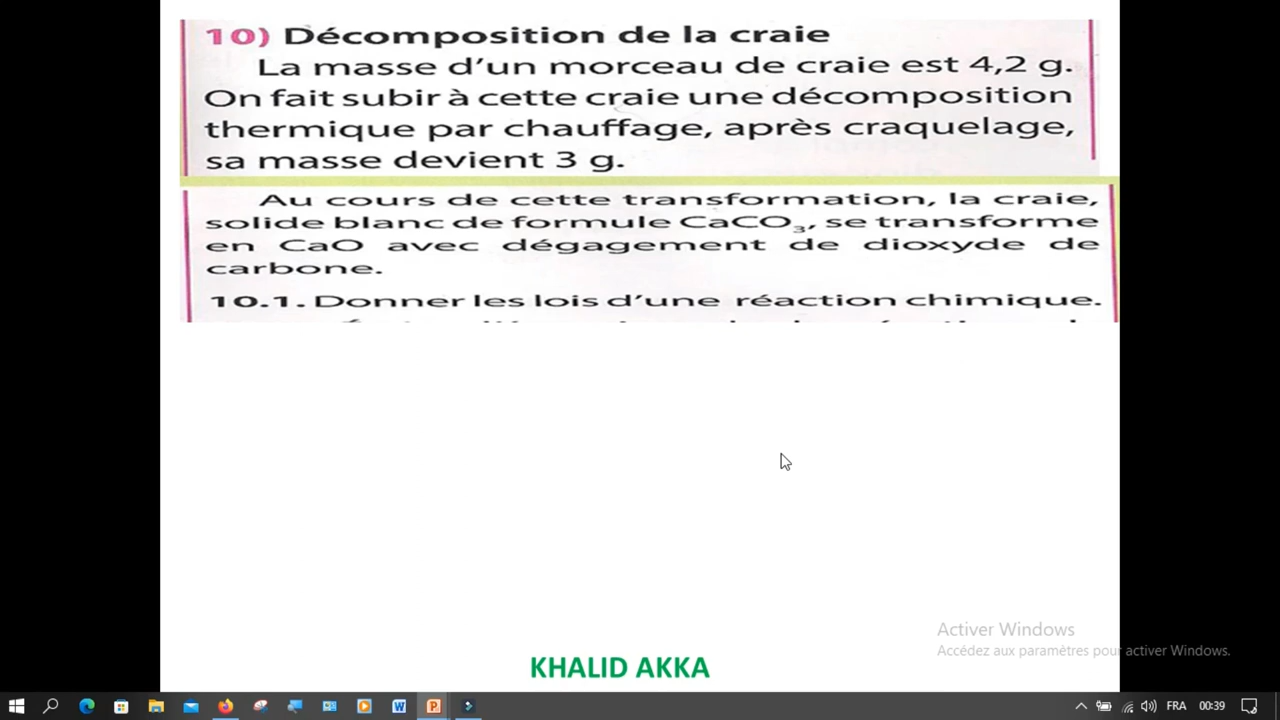 10) Décomposition de la craie
La masse d'un morceau de craie est 4,2 g.
On fait subir à cette craie une décomposition
thermique par chauffage, après craquelage,
sa masse devient 3 g.
Au cours de cette transformation, la craie,
solide blanc de formule CaCO₃, se transforme
en CaO avec dégagement de dioxyde de
carbone.
10.1. Donner les lois d'une réaction chimique.
Activer Windows
Accédez aux paramètres pour activer Windows.
KHALID AKKA
FRA 00:39